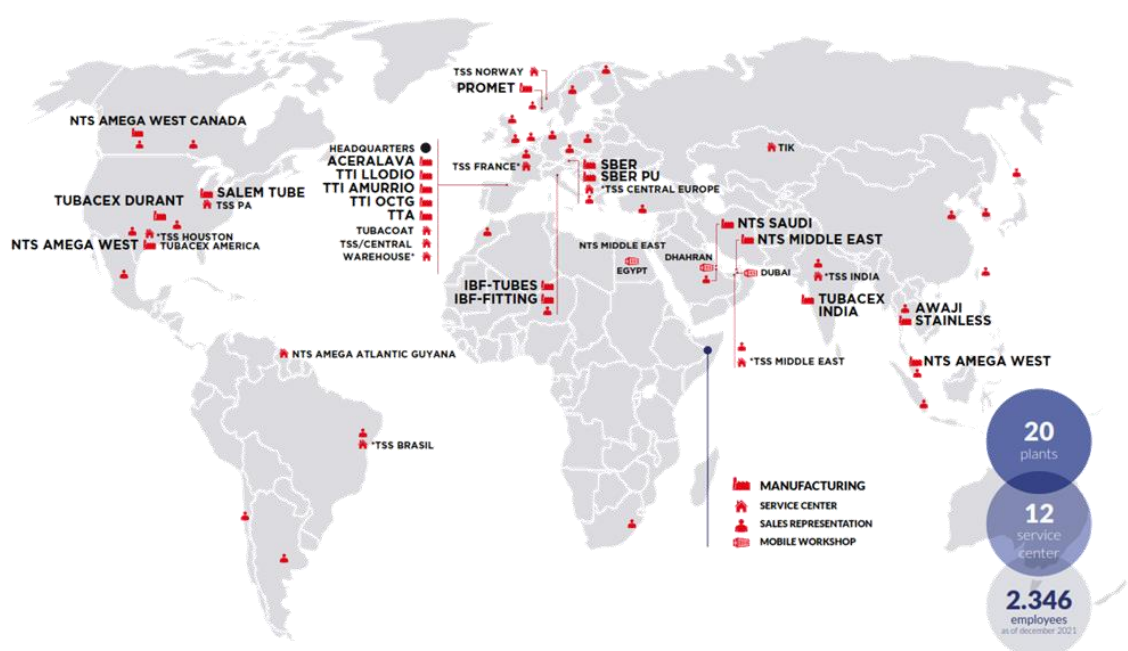 TSS NORWAY
PROMET
NTS AMEGA WEST CANADA
HEADQUARTERS
ACERALAVA
TTI LLODIO
TTI AMURRIO
TTI OCTG
TTA
TUBACOAT
TSS/CENTRAL
WAREHOUSE*
TSS FRANCE*
SBER
SBER PU
*TSS CENTRAL EUROPE
TIK
SALEM TUBE
TSS PA
TUBACEX DURANT
*TSS HOUSTON
NTS AMEGA WEST
TUBACEX AMERICA
NTS SAUDI
NTS MIDDLE EAST
NTS MIDDLE EAST
EGYPT
DHAHRAN
DUBAI
*TSS INDIA
IBF-TUBES
IBF-FITTING
TUBACEX
INDIA
AWAJI
STAINLESS
NTS AMEGA ATLANTIC GUYANA
*TSS MIDDLE EAST
NTS AMEGA WEST
*TSS BRASIL
MANUFACTURING
SERVICE CENTER
SALES REPRESENTATION
MOBILE WORKSHOP
20
plants
12
service
center
2.346
employees
as of december 2021